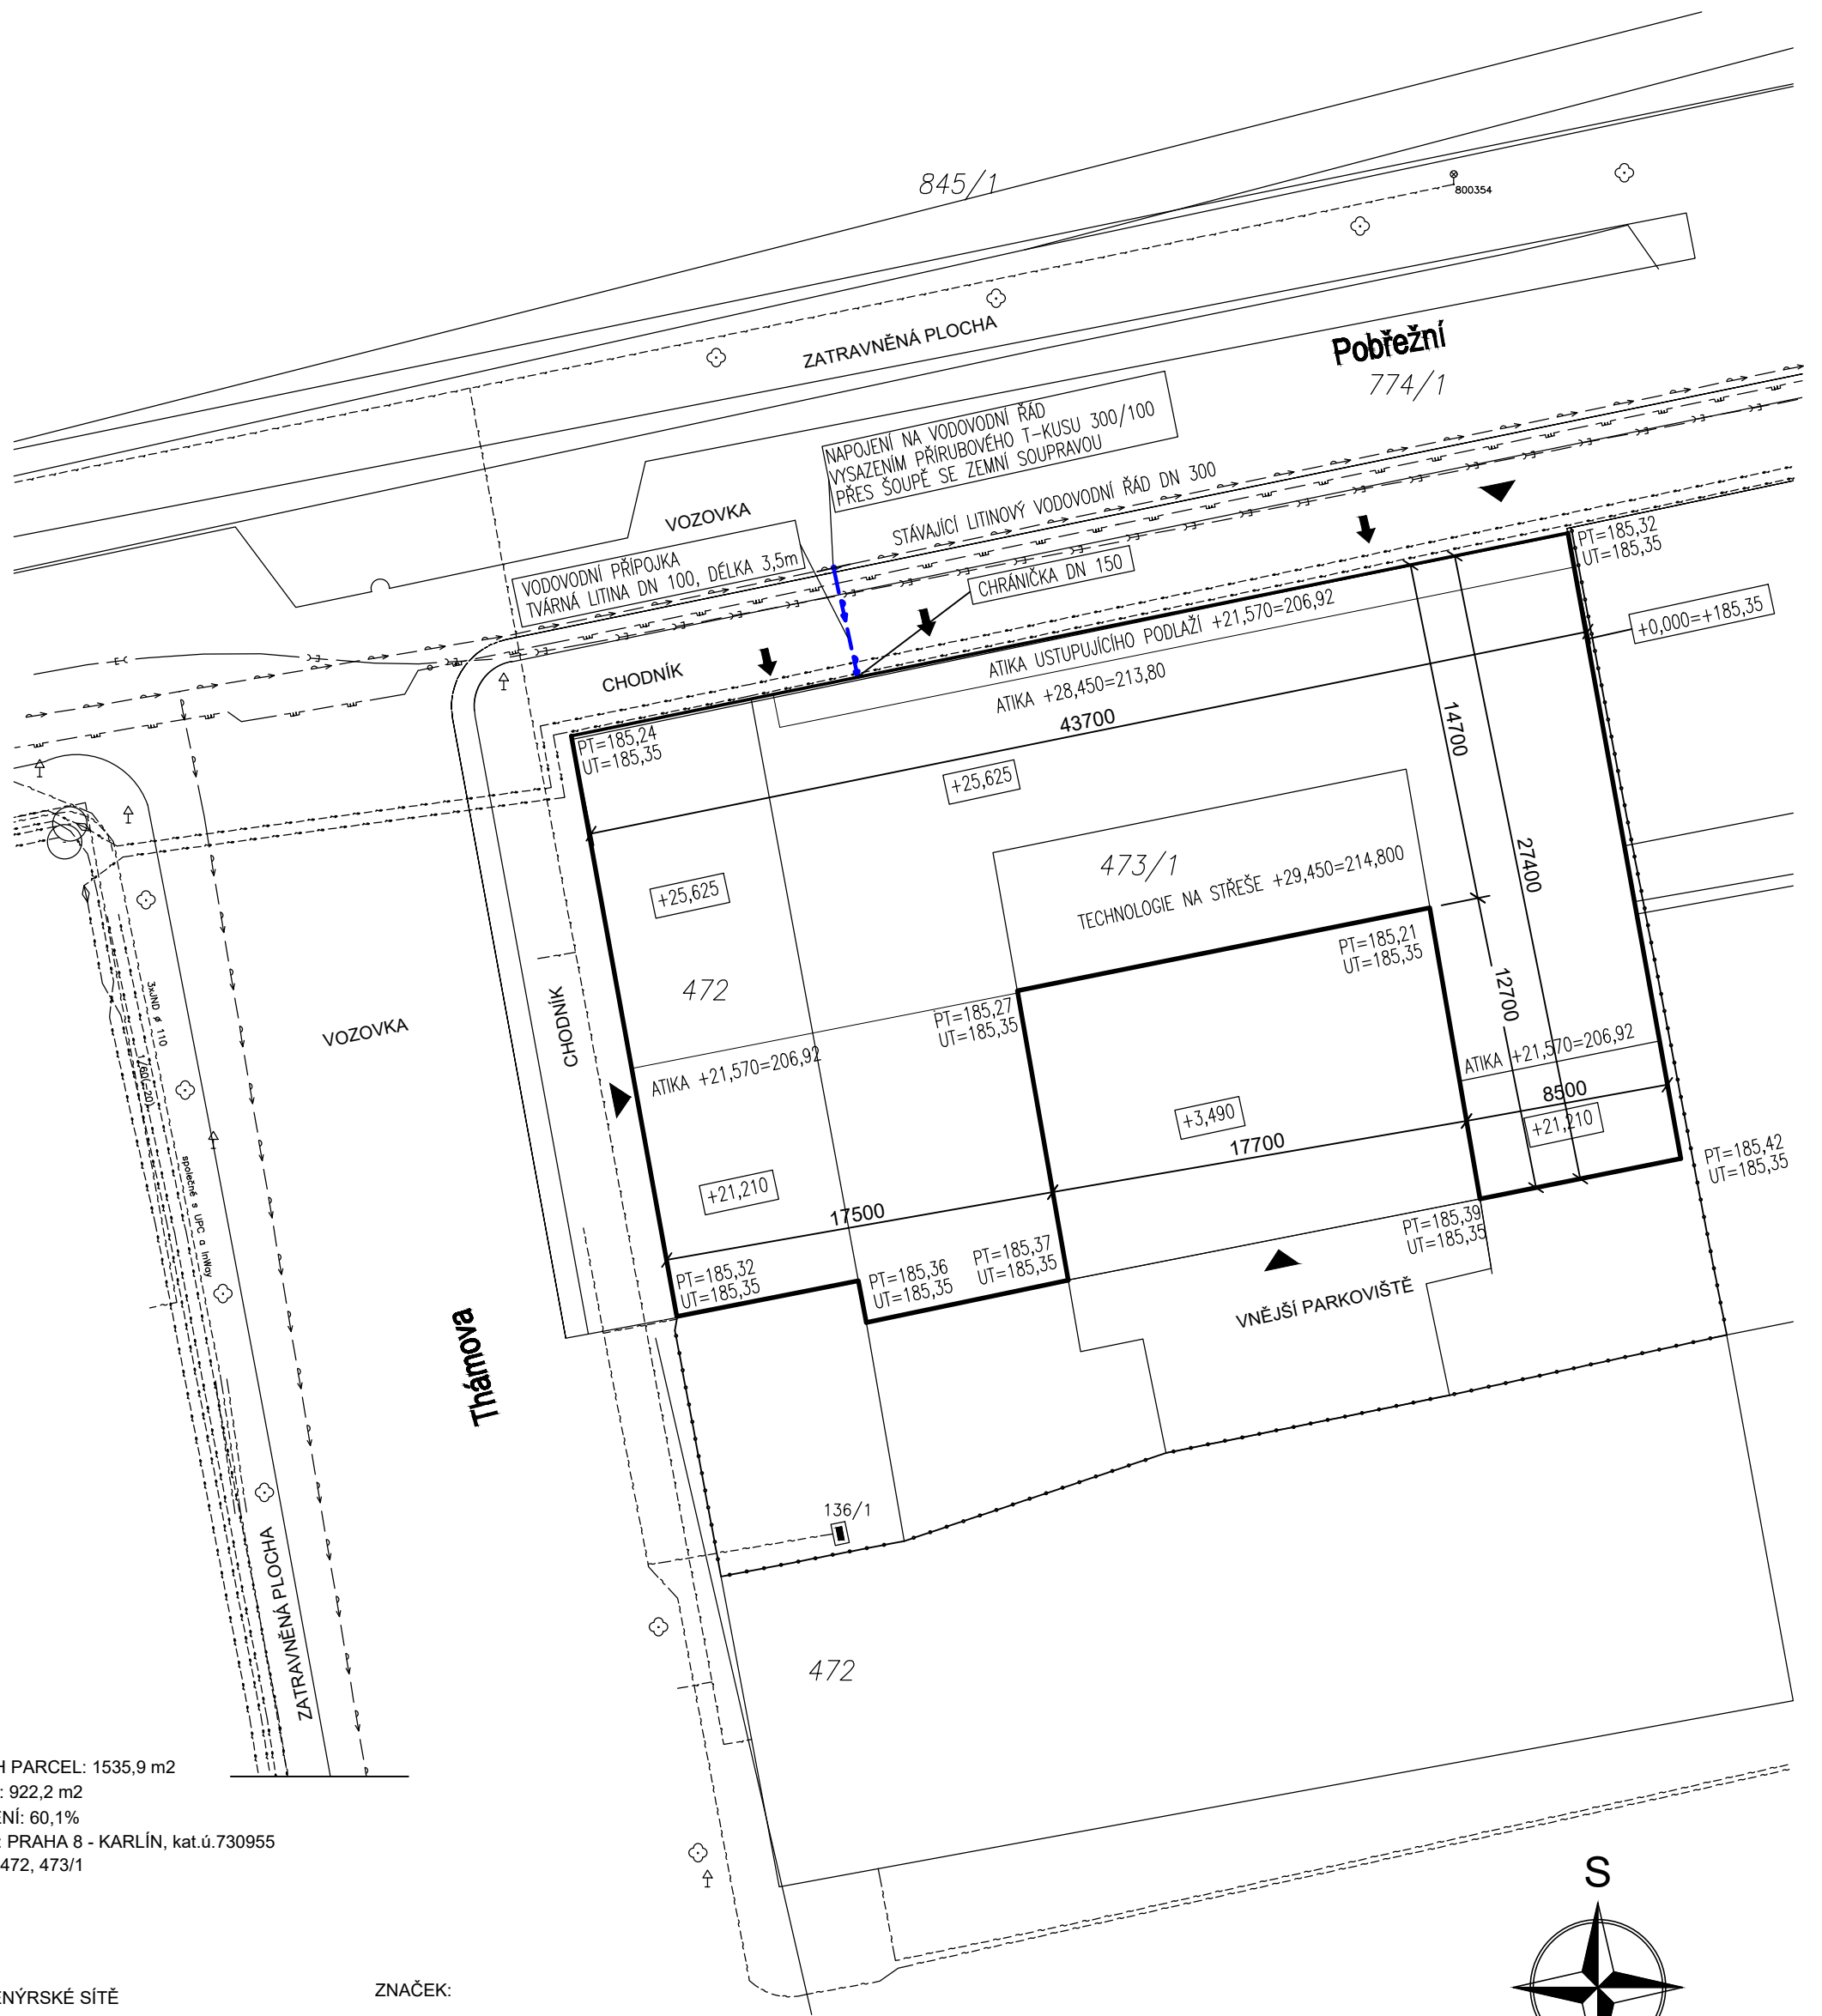 845/1
800354
ZATRAVNĚNÁ PLOCHA
Pobřežní
774/1
NAPOJENÍ NA VODOVODNÍ ŘÁD
VYSAZENÍM PŘÍRUBOVÉHO T-KUSU 300/100
PŘES ŠOUPĚ SE ZEMNÍ SOUPRAVOU
STÁVAJÍCÍ LITINOVÝ VODOVODNÍ ŘÁD DN 300
VOZOVKA
VODOVODNÍ PŘÍPOJKA
TVÁRNÁ LITINA DN 100, DÉLKA 3,5m
CHRÁNIČKA DN 150
PT=185,32
UT=185,35
+0,000=+185,35
CHODNÍK
ATIKA USTUPUJÍCÍHO PODLAŽÍ +21,570=206,92
ATIKA +28,450=213,80
43700
14700
PT=185,24
UT=185,35
+25,625
27400
473/1
TECHNOLOGIE NA STŘEŠE +29,450=214,800
+25,625
PT=185,21
UT=185,35
472
12700
3xJND ø 110
1/60(-20)
VOZOVKA
CHODNÍK
PT=185,27
UT=185,35
ATIKA +21,570=206,92
ATIKA +21,570=206,92
8500
+3,490
+21,210
17700
PT=185,42
UT=185,35
společně s UPC a InWay
+21,210
17500
PT=185,39
UT=185,35
PT=185,32
UT=185,35
PT=185,36
UT=185,35
PT=185,37
UT=185,35
VNĚJŠÍ PARKOVIŠTĚ
Thámova
136/1
ZATRAVNĚNÁ PLOCHA
472
H PARCEL: 1535,9 m2
: 922,2 m2
ENÍ: 60,1%
: PRAHA 8 - KARLÍN, kat.ú.730955
472, 473/1
S
ENÝRSKÉ SÍTĚ
ZNAČEK: